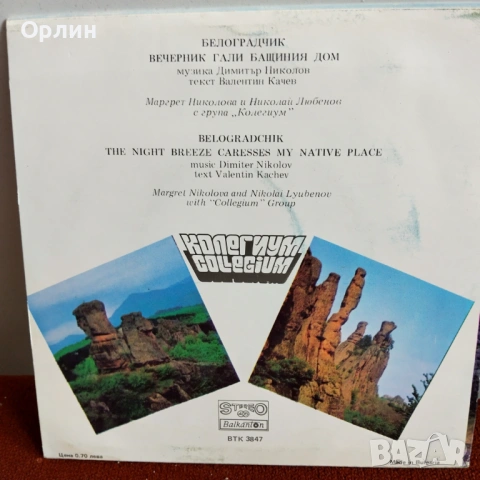 Орлин
БЕЛОГРАДЧИК
ВЕЧЕРНИК ГАЛИ БАЩИНИЯ ДОМ
музика Димитър Николов
текст Валентин Качев
Маргрет Николова и Николай Любенов
с група „Колегиум"
BELOGRADCHIK
THE NIGHT BREEZE CARESSES MY NATIVE PLACE
music Dimiter Nikolov
text Valentin Kachev
Margret Nikolova and Nikolai Lyubenov
with "Collegium" Group
КОЛЕГИУМ
COLLEGIUM
STEREO
Balkanton
ВТК 3847
Цена 0.70 лева
Made in Bulgaria
BAZAR